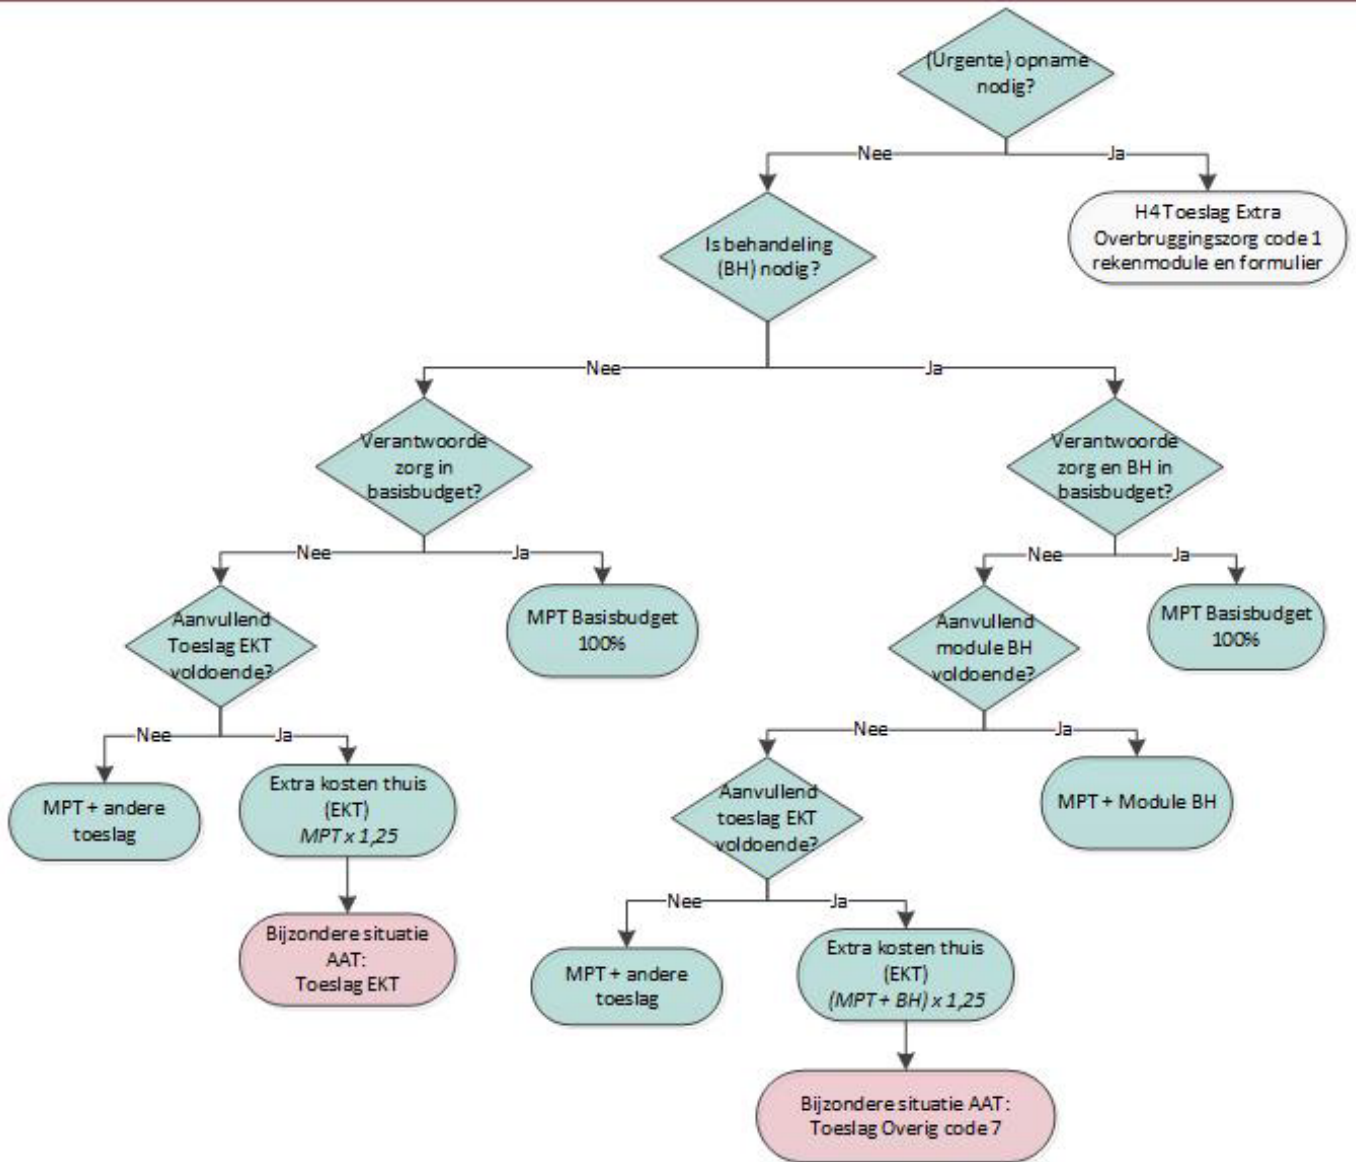 (Urgente) opname
nodig?
Nee
Ja
H4 Toeslag Extra
Overbruggingszorg code 1
rekenmodule en formulier
Is behandeling
(BH) nodig?
Nee
Ja
Verantwoorde
zorg in
basisbudget?
Verantwoorde
zorg en BH in
basisbudget?
Nee
Ja
Nee
Ja
Aanvullend
Toeslag EKT
voldoende?
MPT Basisbudget
100%
Aanvullend
module BH
voldoende?
MPT Basisbudget
100%
Nee
Ja
Nee
Ja
MPT + andere
toeslag
Extra kosten thuis
(EKT)
MPT x 1,25
Aanvullend
toeslag EKT
voldoende?
MPT + Module BH
Bijzondere situatie
AAT:
Toeslag EKT
Nee
Ja
MPT + andere
toeslag
Extra kosten thuis
(EKT)
(MPT + BH) x 1,25
Bijzondere situatie AAT:
Toeslag Overig code 7